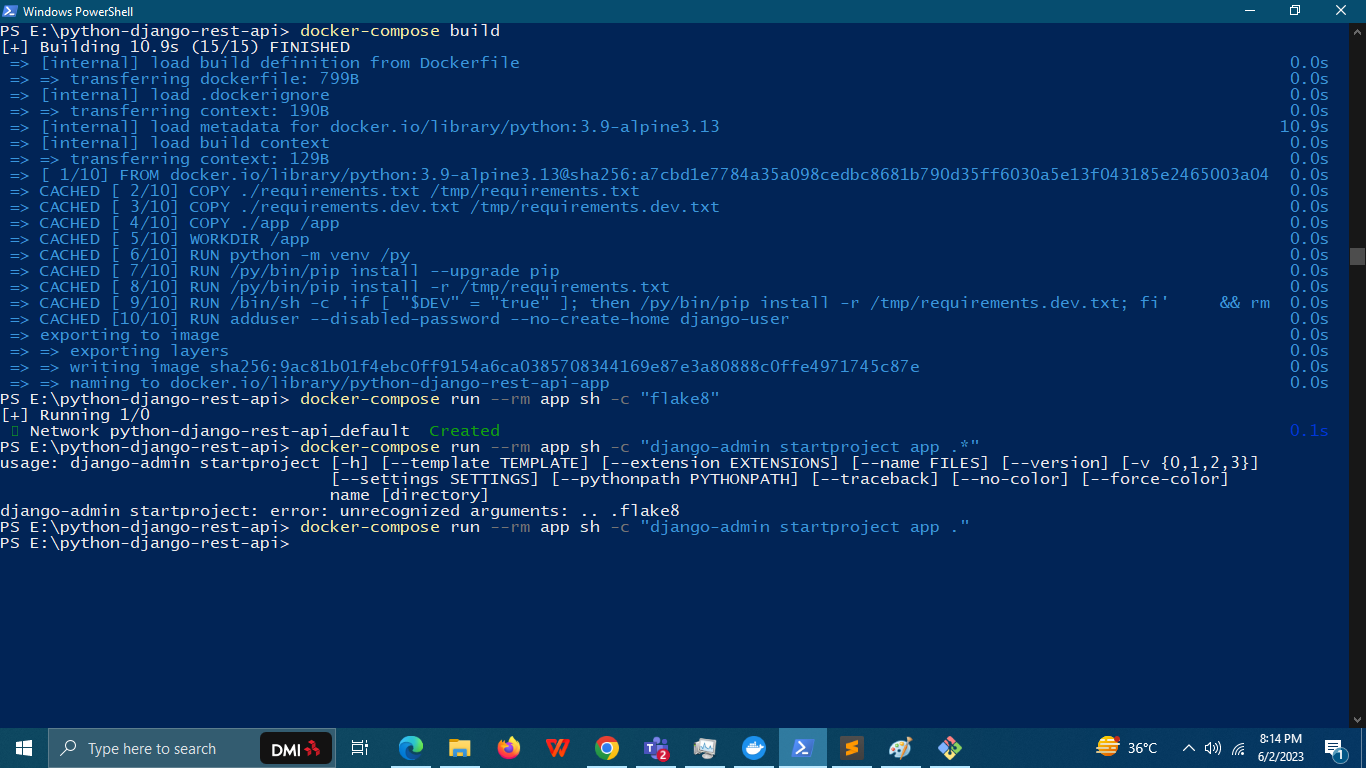 Windows PowerShell
PS E:\python-django-rest-api> docker-compose build
[+] Building 10.9s (15/15) FINISHED
=> [internal] load build definition from Dockerfile 0.0s
=> => transferring dockerfile: 799B 0.0s
=> [internal] load .dockerignore 0.0s
=> => transferring context: 190B 0.0s
=> [internal] load metadata for docker.io/library/python:3.9-alpine3.13 10.9s
=> [internal] load build context 0.0s
=> => transferring context: 129B 0.0s
=> [ 1/10] FROM docker.io/library/python:3.9-alpine3.13@sha256:a7cbd1e7784a35a098cedbc8681b790d35ff6030a5e13f043185e2465003a04 0.0s
=> CACHED [ 2/10] COPY ./requirements.txt /tmp/requirements.txt 0.0s
=> CACHED [ 3/10] COPY ./requirements.dev.txt /tmp/requirements.dev.txt 0.0s
=> CACHED [ 4/10] COPY ./app /app 0.0s
=> CACHED [ 5/10] WORKDIR /app 0.0s
=> CACHED [ 6/10] RUN python -m venv /py 0.0s
=> CACHED [ 7/10] RUN /py/bin/pip install --upgrade pip 0.0s
=> CACHED [ 8/10] RUN /py/bin/pip install -r /tmp/requirements.txt 0.0s
=> CACHED [ 9/10] RUN /bin/sh -c 'if [ "$DEV" = "true" ]; then /py/bin/pip install -r /tmp/requirements.dev.txt; fi' && rm 0.0s
=> CACHED [10/10] RUN adduser --disabled-password --no-create-home django-user 0.0s
=> exporting to image 0.0s
=> => exporting layers 0.0s
=> => writing image sha256:9ac81b01f4ebc0ff9154a6ca0385708344169e87e3a80888c0ffe4971745c87e 0.0s
=> => naming to docker.io/library/python-django-rest-api-app 0.0s
PS E:\python-django-rest-api> docker-compose run --rm app sh -c "flake8"
[+] Running 1/0
Network python-django-rest-api_default Created 0.1s
PS E:\python-django-rest-api> docker-compose run --rm app sh -c "django-admin startproject app .*"
usage: django-admin startproject [-h] [--template TEMPLATE] [--extension EXTENSIONS] [--name FILES] [--version] [-v {0,1,2,3}]
[--settings SETTINGS] [--pythonpath PYTHONPATH] [--traceback] [--no-color] [--force-color]
name [directory]
django-admin startproject: error: unrecognized arguments: .. .flake8
PS E:\python-django-rest-api> docker-compose run --rm app sh -c "django-admin startproject app ."
PS E:\python-django-rest-api>
Type here to search DMI 2 36°C 8:14 PM 1
6/2/2023